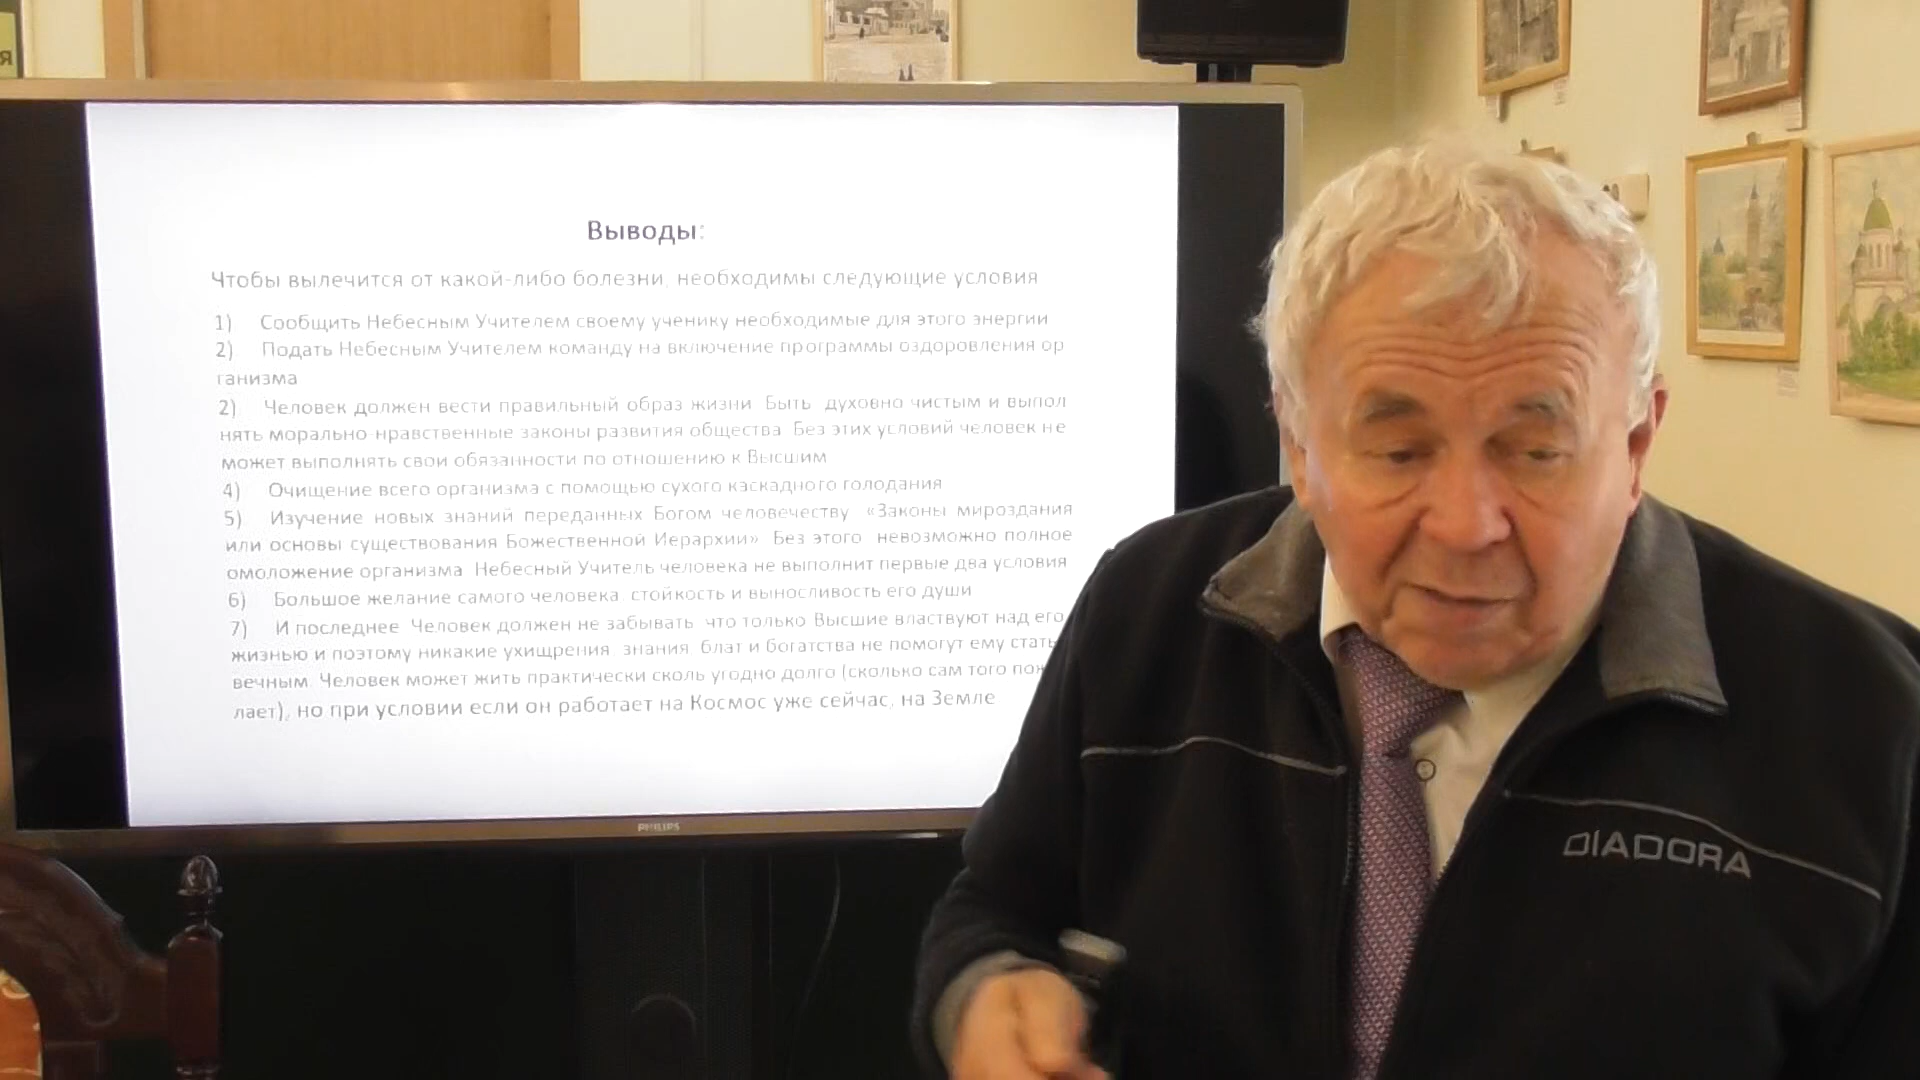 Я
Выводы:
Чтобы вылечится от какой-либо болезни, необходимы следующие условия
1) Сообщить Небесным Учителем своему ученику необходимые для этого энергии
2) Подать Небесным Учителем команду на включение программы оздоровления ор
ганизма
2) Человек должен вести правильный образ жизни. Быть духовно чистым и выпол
нять морально-нравственные законы развития общества. Без этих условий человек не
может выполнять свои обязанности по отношению к Высшим
4) Очищение всего организма с помощью сухого каскадного голодания
5) Изучение новых знаний переданных Богом человечеству «Законы мироздания
или основы существования Божественной Иерархии». Без этого невозможно полное
омоложение организма. Небесный Учитель человека не выполнит первые два условия
6) Большое желание самого человека, стойкость и выносливость его души
7) И последнее. Человек должен не забывать, что только Высшие властвуют над его
жизнью и поэтому никакие ухищрения, знания, блат и богатства не помогут ему стать
вечным. Человек может жить практически сколь угодно долго (сколько сам того пож
лает), но при условии если он работает на Космос уже сейчас, на Земле
PHILIPS
DIADORA